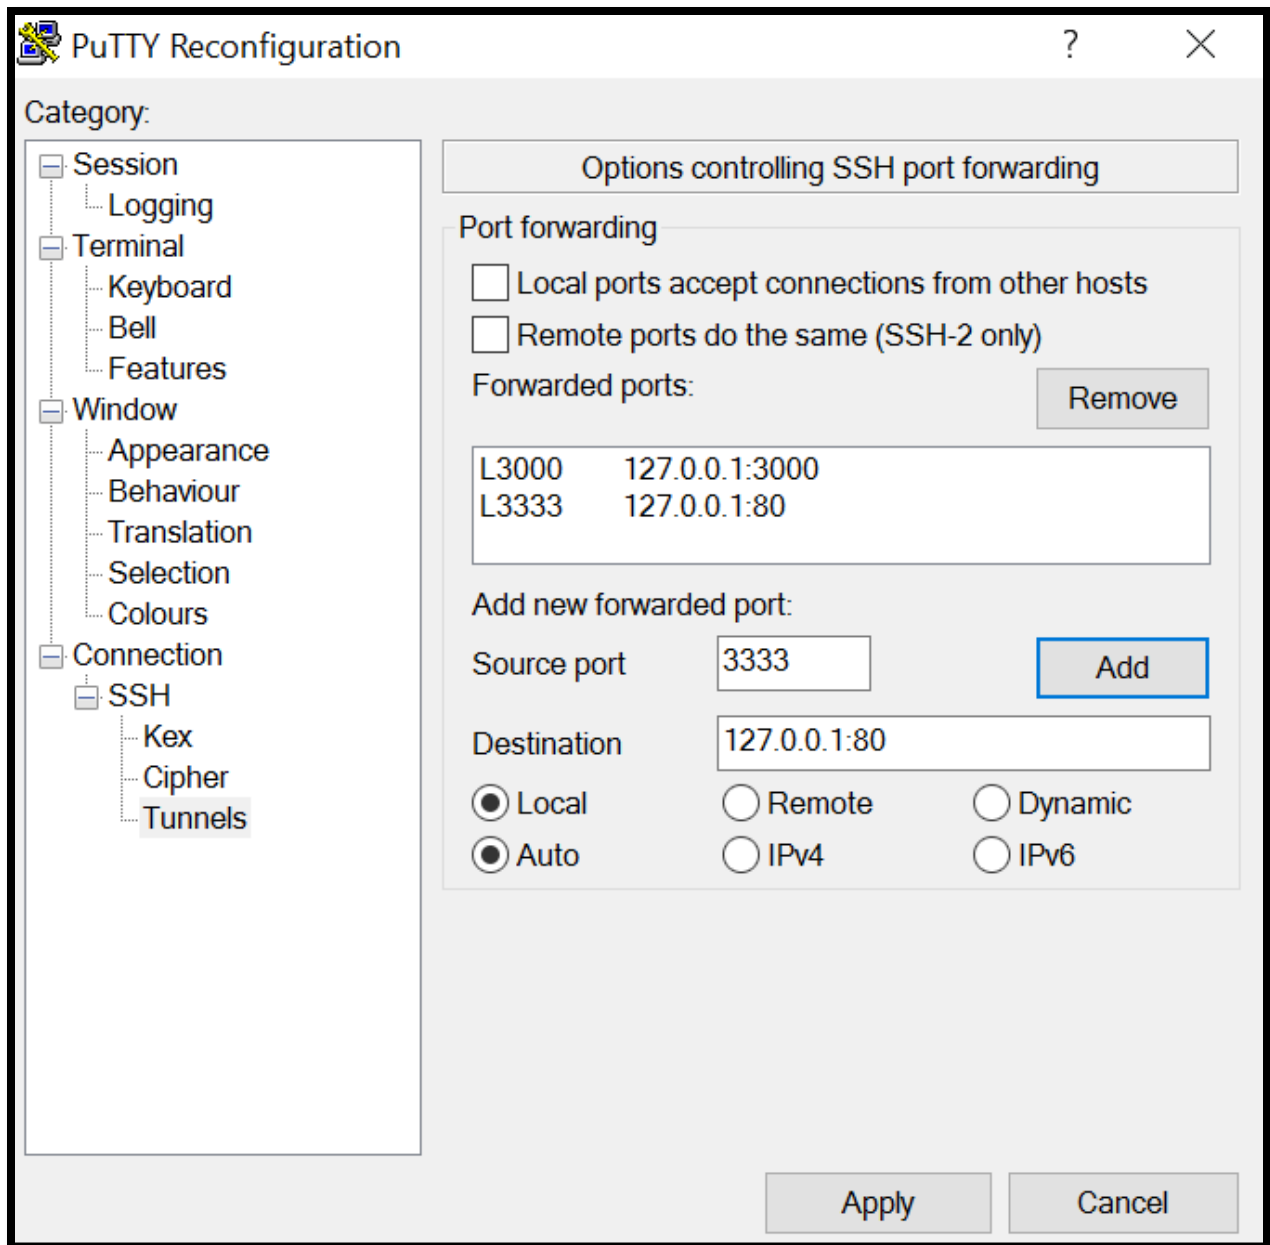 PuTTY Reconfiguration
?
Category:
Session
Logging
Terminal
Keyboard
Bell
Features
Window
Appearance
Behaviour
Translation
Selection
Colours
Connection
SSH
Kex
Cipher
Tunnels
Options controlling SSH port forwarding
Port forwarding
Local ports accept connections from other hosts
Remote ports do the same (SSH-2 only)
Forwarded ports:
Remove
L3000 127.0.0.1:3000
L3333 127.0.0.1:80
Add new forwarded port:
Source port 3333 Add
Destination 127.0.0.1:80
Local Remote Dynamic
Auto IPv4 IPv6
Apply Cancel